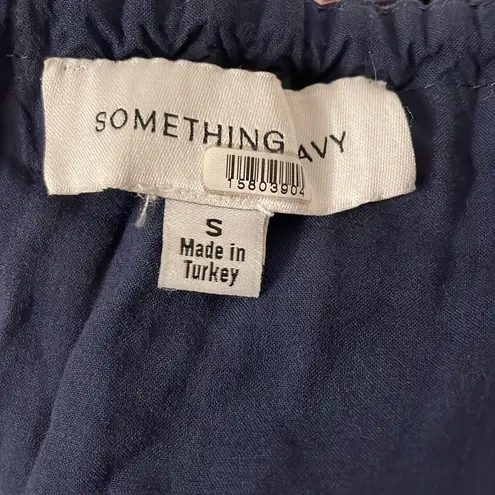 SOMETHING AVY
15803904
S
Made in
Turkey